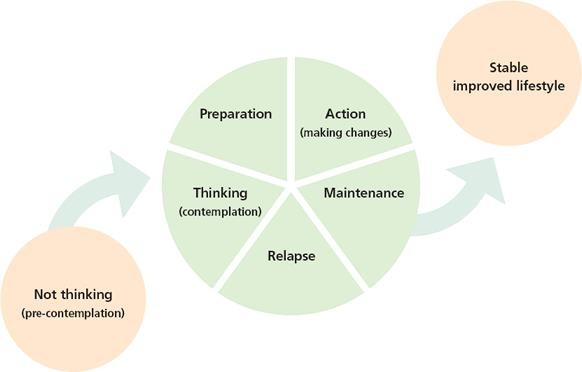 Not thinking
(pre-contemplation)
Thinking
(contemplation)
Preparation
Action
(making changes)
Maintenance
Relapse
Stable
improved lifestyle